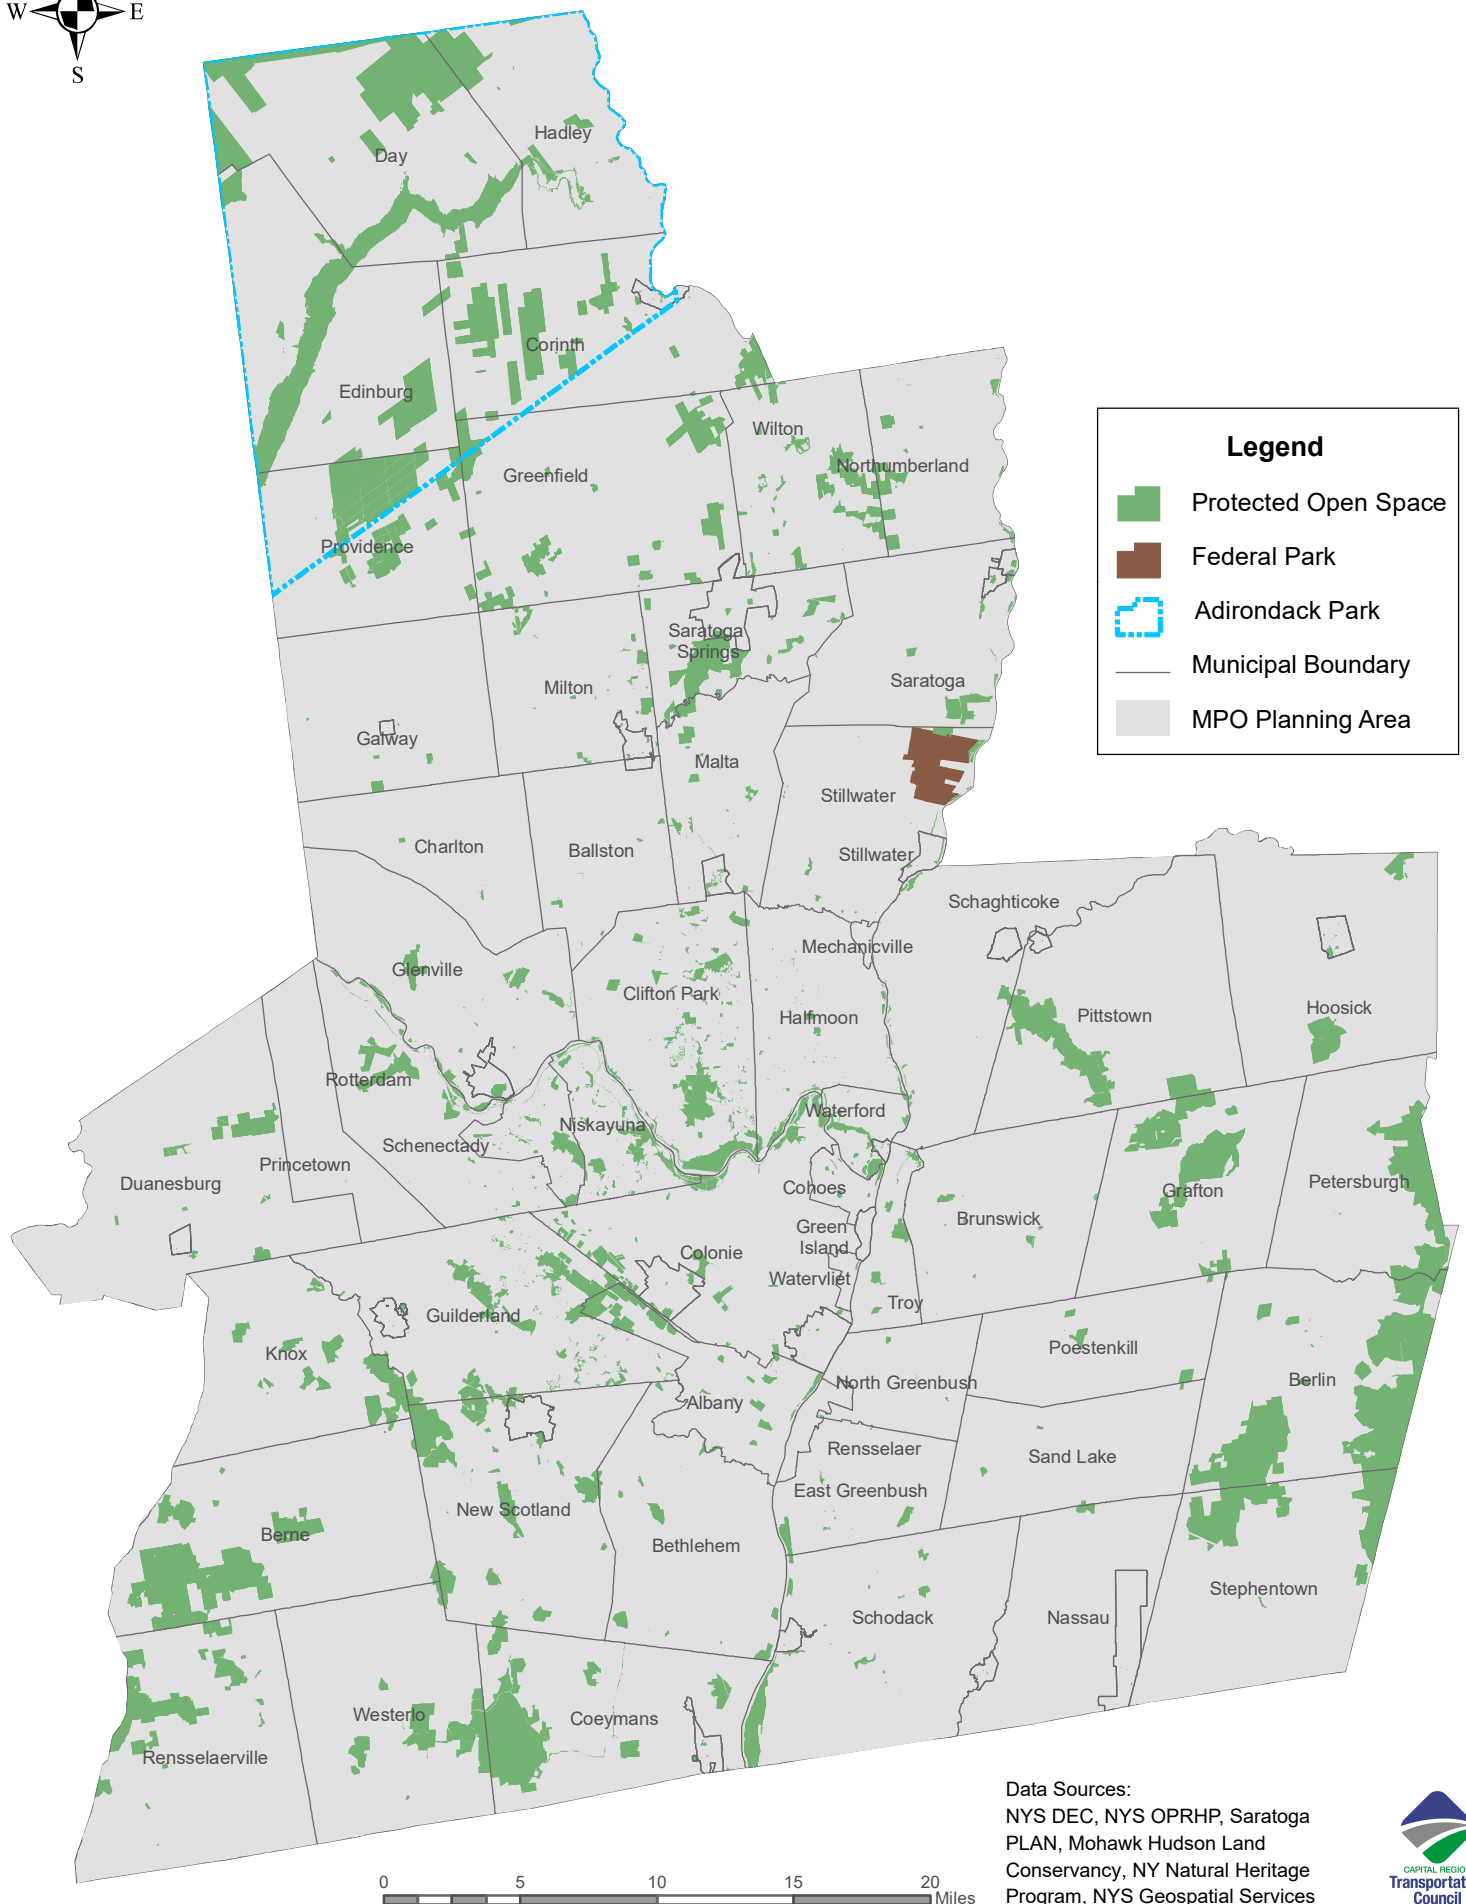 W E
S
Hadley
Day
Corinth
Edinburg
Wilton
Northumberland
Greenfield
Providence
Legend
Protected Open Space
Federal Park
Adirondack Park
Municipal Boundary
MPO Planning Area
Saratoga
Springs
Saratoga
Milton
Galway
Malta
Stillwater
Charlton
Ballston
Stillwater
Schaghticoke
Mechanicville
Glenville
Clifton Park
Halfmoon
Pittstown
Hoosick
Rotterdam
Waterford
Niskayuna
Schenectady
Princetown
Duanesburg
Cohoes
Grafton
Petersburgh
Brunswick
Green
Island
Colonie
Watervliet
Troy
Guilderland
Knox
Poestenkill
North Greenbush
Berlin
Albany
Rensselaer
Sand Lake
East Greenbush
New Scotland
Berne
Bethlehem
Stephentown
Schodack
Nassau
Westerlo
Coeymans
Rensselaerville
Data Sources:
NYS DEC, NYS OPRHP, Saratoga
PLAN, Mohawk Hudson Land
Conservancy, NY Natural Heritage
Program, NYS Geospatial Services
0 5 10 15 20
Miles
CAPITAL REGIO
Transportat
Council